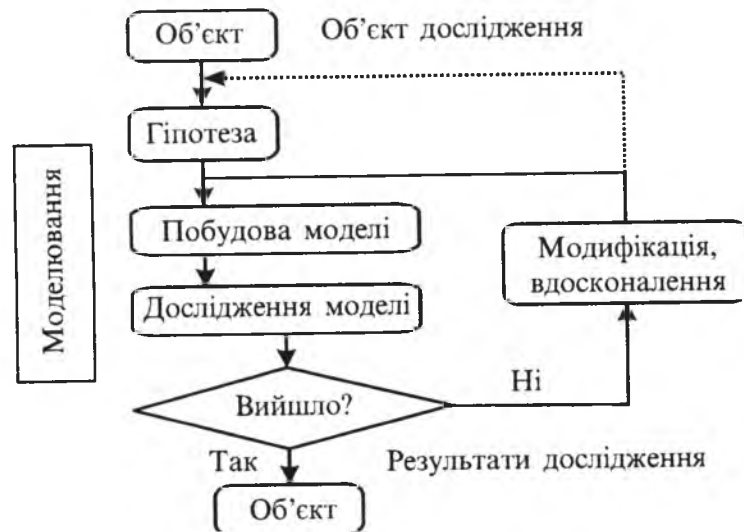 Об’єкт
Об’єкт дослідження
Гіпотеза
Моделювання
Побудова моделі
Модифікація,
вдосконалення
Дослідження моделі
Вийшло?
Ні
Так
Результати дослідження
Об’єкт